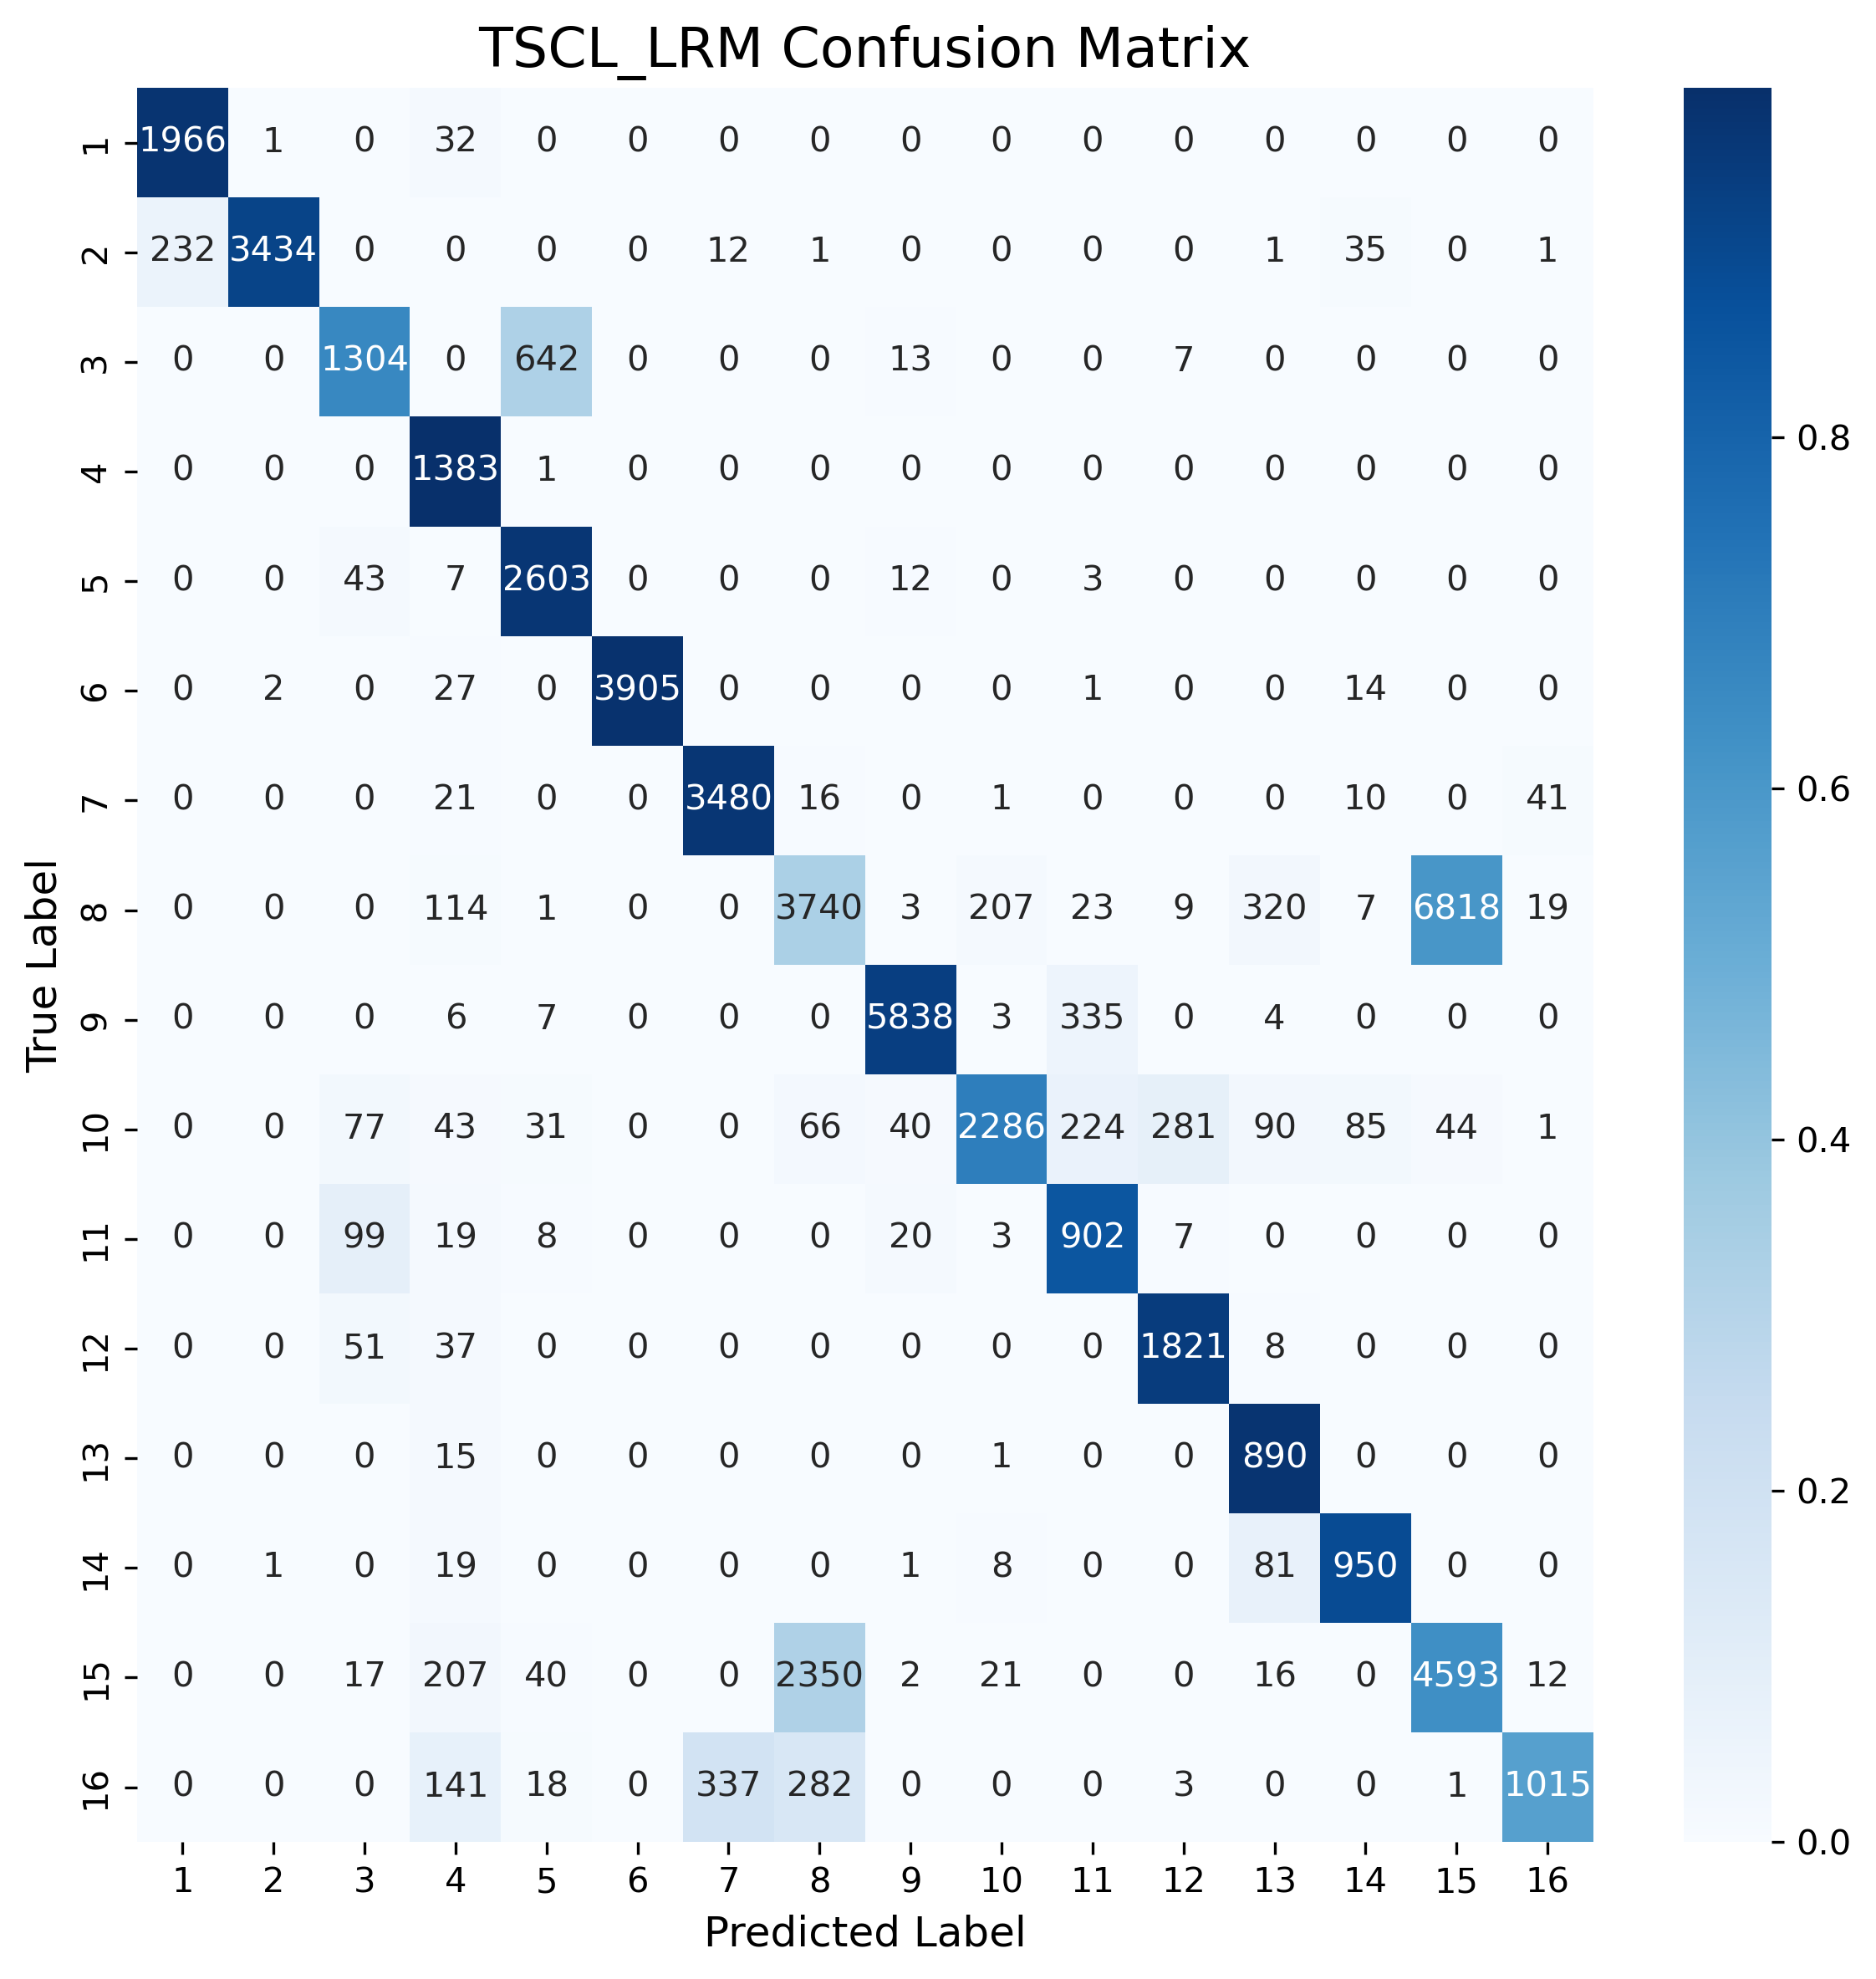 TSCL_LRM Confusion Matrix
1 1966 1 0 32 0 0 0 0 0 0 0 0 0 0 0 0
2 232 3434 0 0 0 0 12 1 0 0 0 0 1 35 0 1
3 0 0 1304 0 642 0 0 0 13 0 0 7 0 0 0 0
4 0 0 0 1383 1 0 0 0 0 0 0 0 0 0 0 0
5 0 0 43 7 2603 0 0 0 12 0 3 0 0 0 0 0
6 0 2 0 27 0 3905 0 0 0 0 1 0 0 14 0 0
7 0 0 0 21 0 0 3480 16 0 1 0 0 0 10 0 41
8 0 0 0 114 1 0 0 3740 3 207 23 9 320 7 6818 19
9 0 0 0 6 7 0 0 0 5838 3 335 0 4 0 0 0
10 0 0 77 43 31 0 0 66 40 2286 224 281 90 85 44 1
11 0 0 99 19 8 0 0 0 20 3 902 7 0 0 0 0
12 0 0 51 37 0 0 0 0 0 0 0 1821 8 0 0 0
13 0 0 0 15 0 0 0 0 0 1 0 0 890 0 0 0
14 0 1 0 19 0 0 0 0 1 8 0 0 81 950 0 0
15 0 0 17 207 40 0 0 2350 2 21 0 0 16 0 4593 12
16 0 0 0 141 18 0 337 282 0 0 0 3 0 0 1 1015
1 2 3 4 5 6 7 8 9 10 11 12 13 14 15 16
Predicted Label
True Label
0.8
0.6
0.4
0.2
0.0